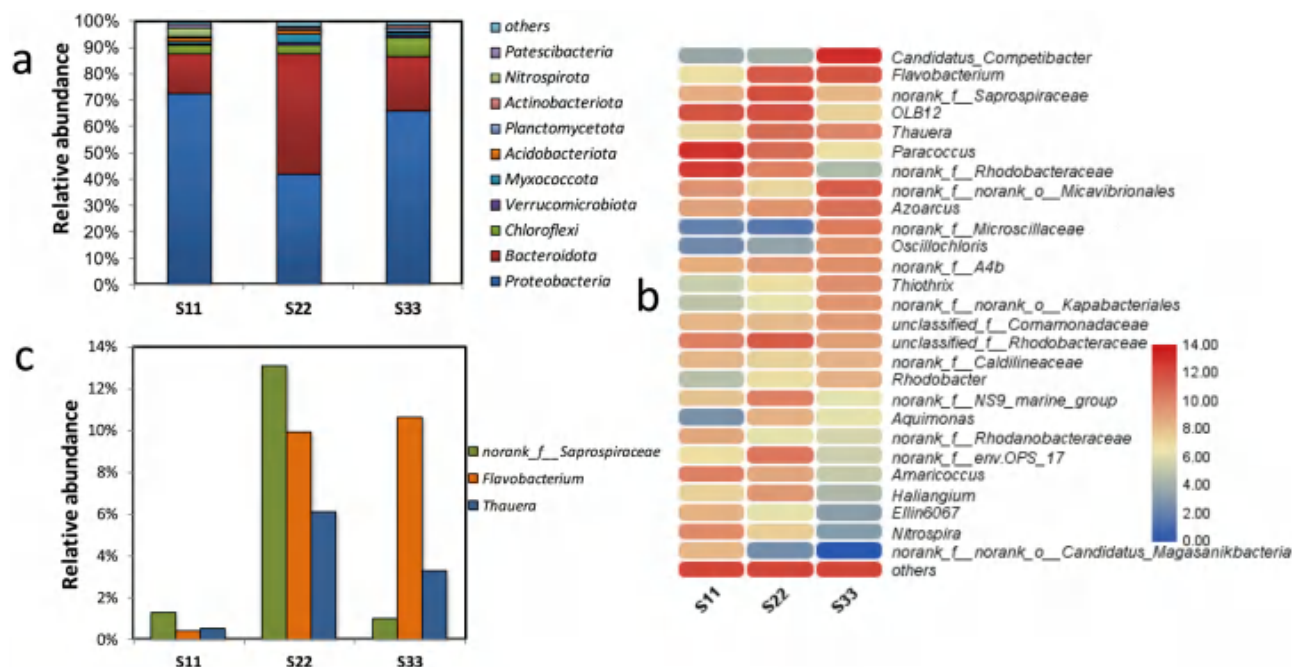 a
Relative abundance
100%
90%
80%
70%
60%
50%
40%
30%
20%
10%
0%
S11
S22
S33
others
Patescibacteria
Nitrospirota
Actinobacteriota
Planctomycetota
Acidobacteriota
Myxococcota
Verrucomicrobiota
Chloroflexi
Bacteroidota
Proteobacteria
b
Candidatus_Competibacter
Flavobacterium
norank_f__Saprospiraceae
OLB12
Thauera
Paracoccus
norank_f__Rhodobacteraceae
norank_f__norank_o__Micavibrionales
Azoarcus
norank_f__Microscillaceae
Oscillochloris
norank_f__A4b
Thiothrix
norank_f__norank_o__Kapabacteriales
unclassified_f__Comamonadaceae
unclassified_f__Rhodobacteraceae
norank_f__Caldilineaceae
Rhodobacter
norank_f__NS9_marine_group
Aquimonas
norank_f__Rhodanobacteraceae
norank_f__env.OPS_17
Amaricoccus
Haliangium
Ellin6067
Nitrospira
norank_f__norank_o__Candidatus_Magasanikbacteria
others
S11
S22
S33
14.00
12.00
10.00
8.00
6.00
4.00
2.00
0.00
c
Relative abundance
14%
12%
10%
8%
6%
4%
2%
0%
S11
S22
S33
norank_f__Saprospiraceae
Flavobacterium
Thauera